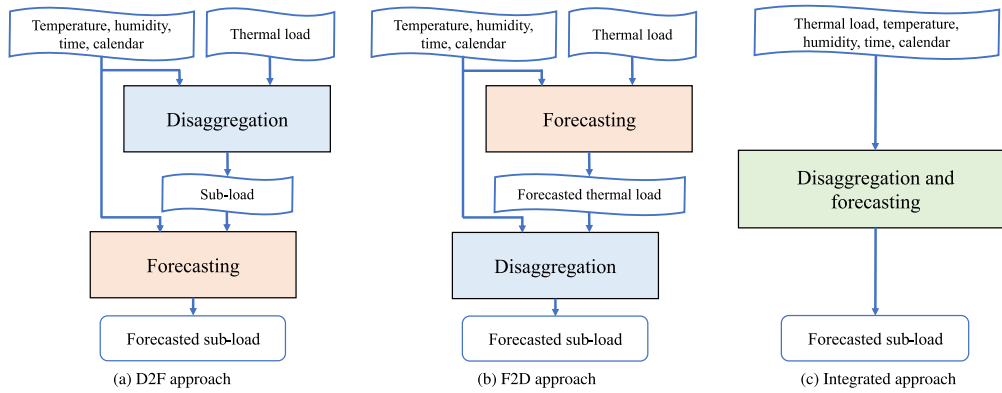 Temperature, humidity,
time, calendar
Thermal load
Disaggregation
Sub-load
Forecasting
Forecasted sub-load
(a) D2F approach
Temperature, humidity,
time, calendar
Thermal load
Forecasting
Forecasted thermal load
Disaggregation
Forecasted sub-load
(b) F2D approach
Thermal load, temperature,
humidity, time, calendar
Disaggregation and
forecasting
Forecasted sub-load
(c) Integrated approach